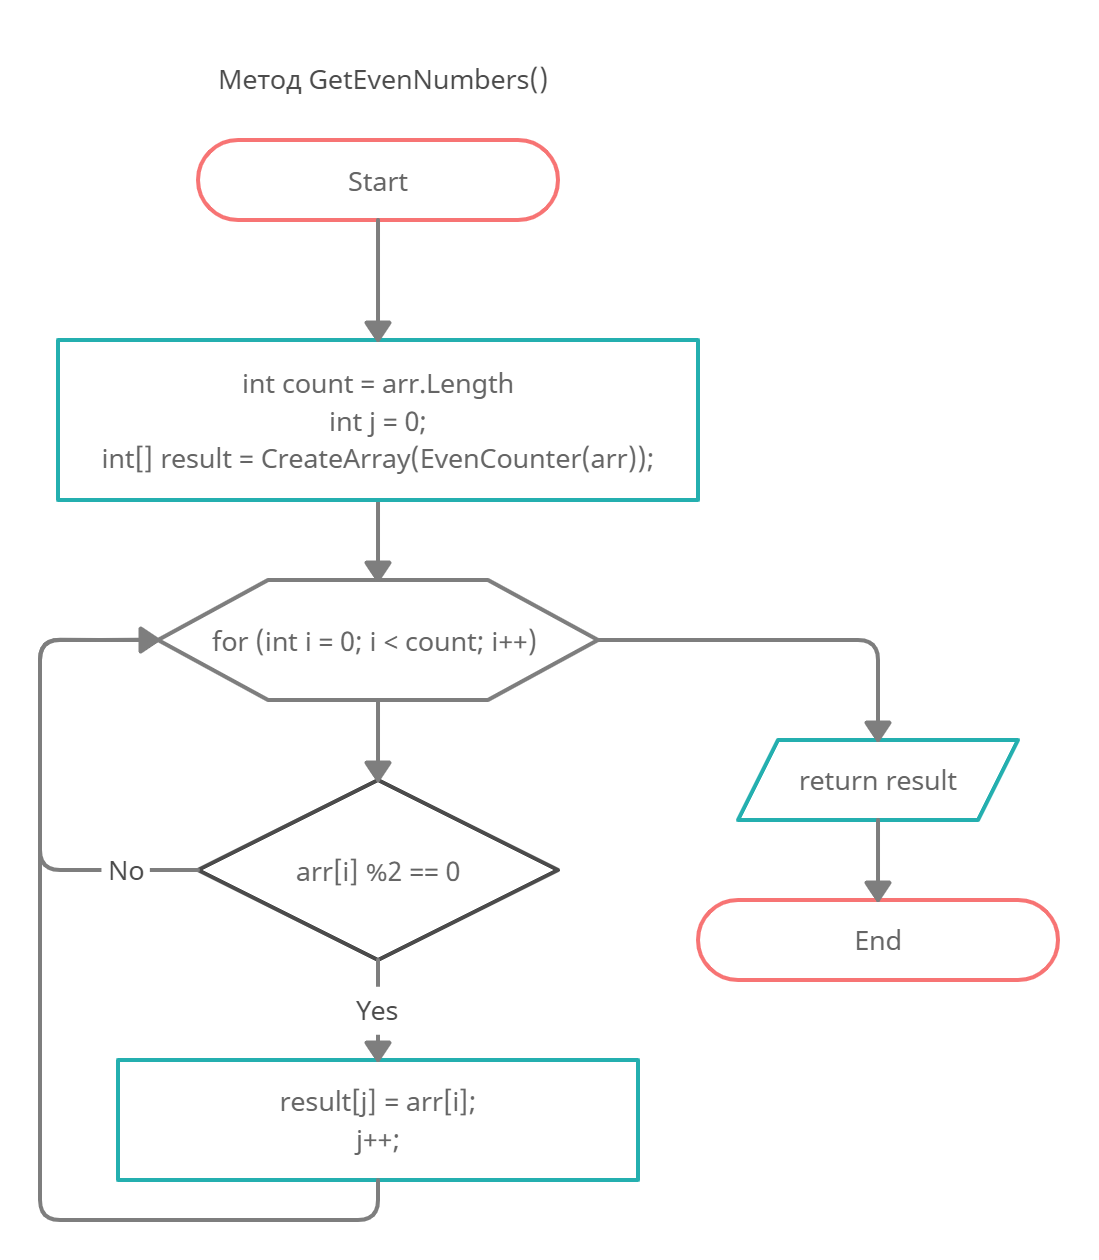 Метод GetEvenNumbers()
Start
int count = arr.Length
int j = 0;
int[] result = CreateArray(EvenCounter(arr));
for (int i = 0; i < count; i++)
arr[i] %2 == 0
No
Yes
result[j] = arr[i];
j++;
return result
End